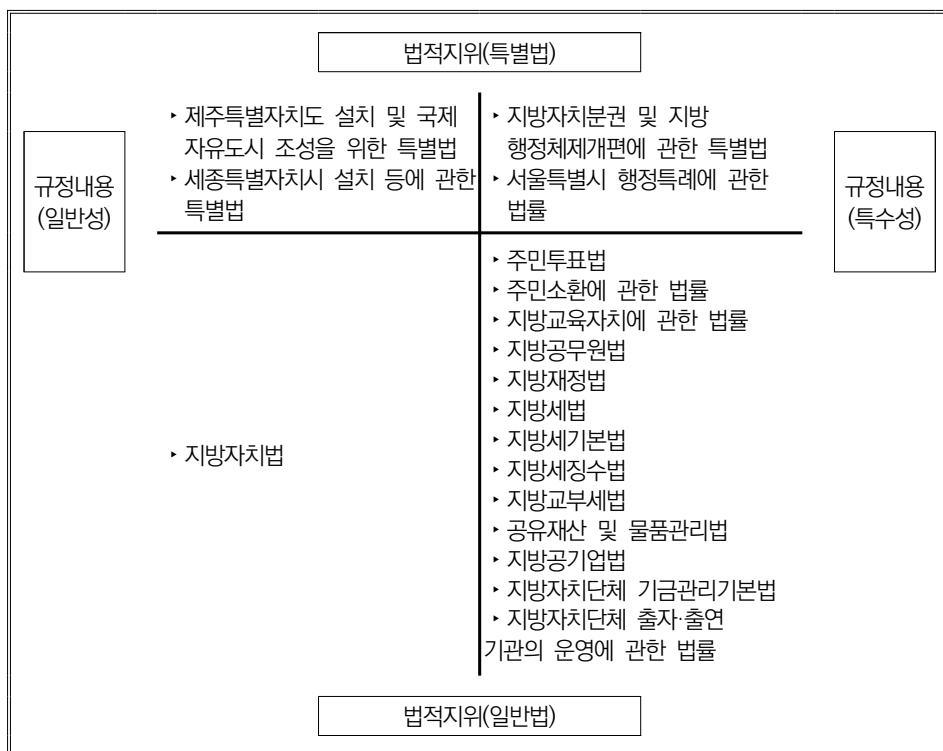 법적지위(특별법)
규정내용
(일반성)
‣ 제주특별자치도 설치 및 국제
자유도시 조성을 위한 특별법
‣ 세종특별자치시 설치 등에 관한
특별법
‣ 지방자치분권 및 지방
행정체제개편에 관한 특별법
‣ 서울특별시 행정특례에 관한
법률
규정내용
(특수성)
‣ 지방자치법
‣ 주민투표법
‣ 주민소환에 관한 법률
‣ 지방교육자치에 관한 법률
‣ 지방공무원법
‣ 지방재정법
‣ 지방세법
‣ 지방세기본법
‣ 지방세징수법
‣ 지방교부세법
‣ 공유재산 및 물품관리법
‣ 지방공기업법
‣ 지방자치단체 기금관리기본법
‣ 지방자치단체 출자·출연
기관의 운영에 관한 법률
법적지위(일반법)